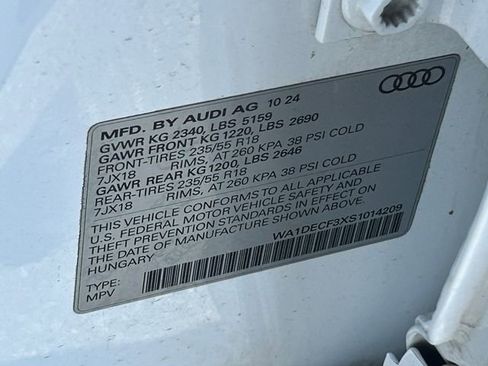 MFD. BY AUDI AG 10 24
GVWR KG 2340, LBS 5159
GAWR FRONT KG 1220, LBS 2690
FRONT-TIRES 235/55 R18
7JX18 RIMS, AT 260 KPA 38 PSI COLD
GAWR REAR KG1200, LBS 2646
REAR-TIRES 235/55 R18
7JX18 RIMS, AT 260 KPA 38 PSI COLD
THIS VEHICLE CONFORMS TO ALL APPLICABLE
U.S. FEDERAL MOTOR VEHICLE SAFETY AND
THEFT PREVENTION STANDARDS IN EFFECT ON
THE DATE OF MANUFACTURE SHOWN ABOVE.
HUNGARY
WA1DECF3XS1014209
TYPE:
MPV